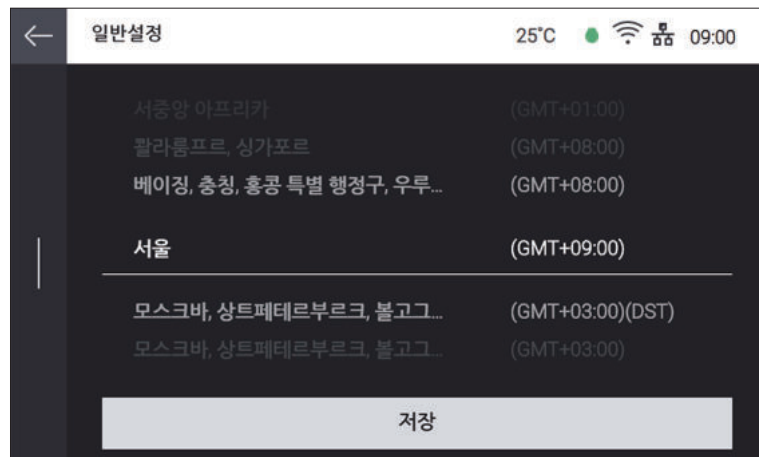 일반설정 25°C 09:00
서중앙 아프리카 (GMT+01:00)
콸라룸프르, 싱가포르 (GMT+08:00)
베이징, 충칭, 홍콩 특별 행정구, 우루... (GMT+08:00)
서울 (GMT+09:00)
모스크바, 상트페테르부르크, 볼고그... (GMT+03:00)(DST)
모스크바, 상트페테르부르크, 볼고그... (GMT+03:00)
저장